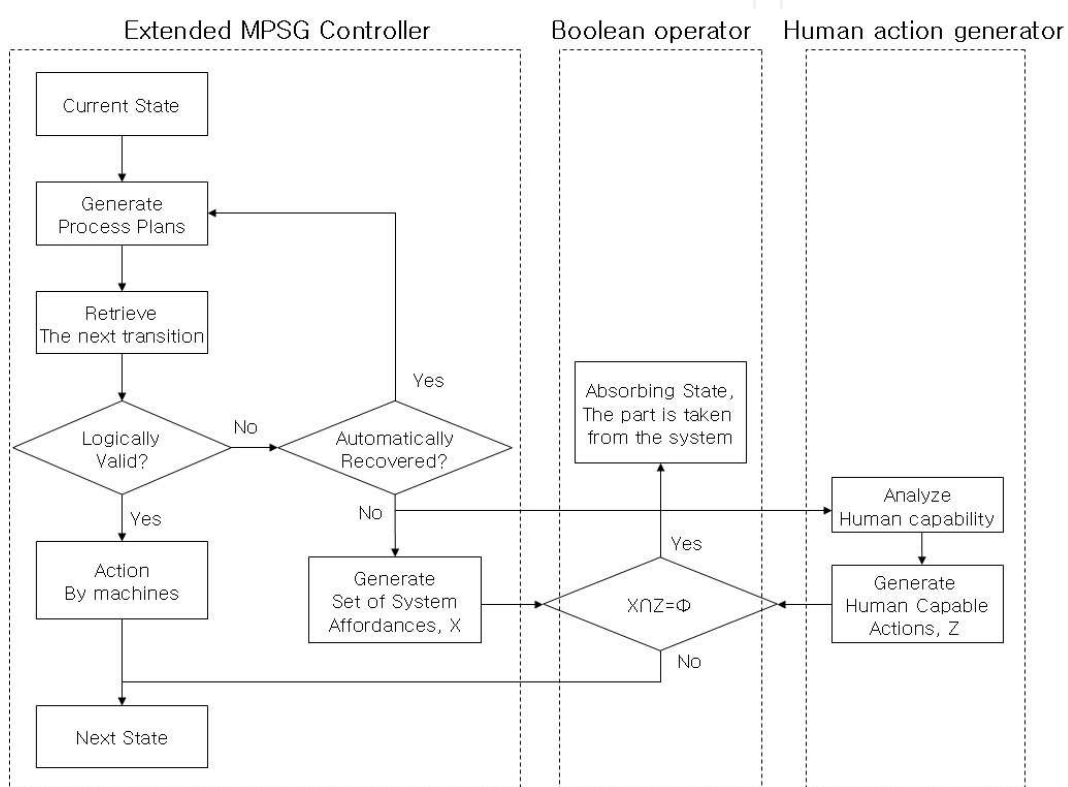 Extended MPSG Controller
Boolean operator
Human action generator
Current State
Generate
Process Plans
Retrieve
The next transition
Yes
Logically
Valid?
No
Automatically
Recovered?
Absorbing State,
The part is taken
from the system
Yes
No
Analyze
Human capability
Action
By machines
Generate
Set of System
Affordances, X
Yes
X∩Z=Φ
Generate
Human Capable
Actions, Z
No
Next State